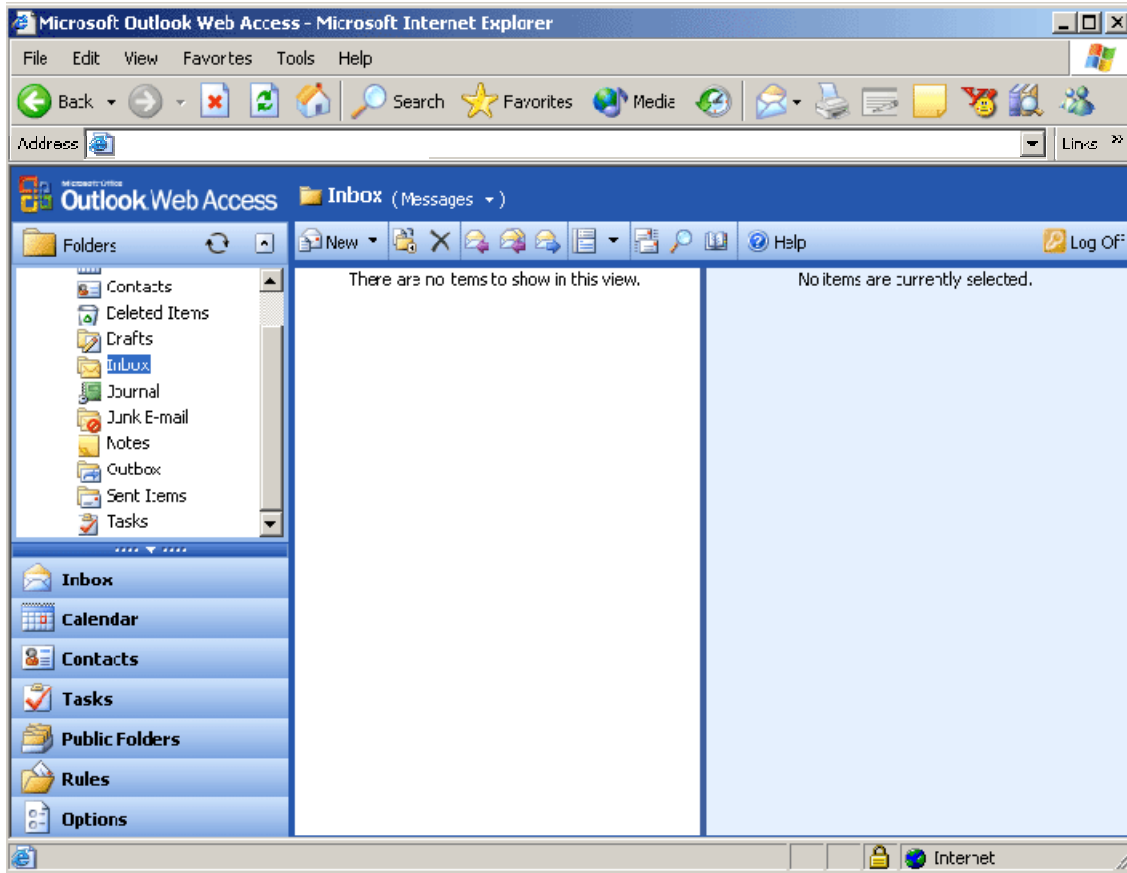 Microsoft Outlook Web Access - Microsoft Internet Explorer
File Edit View Favorites Tools Help
Back Search Favorites Media
Address Links »
Microsoft Office
Outlook Web Access
Inbox (Messages)
Folders
New Help Log Off
Contacts
Deleted Items
Drafts
Inbox
Journal
Junk E-mail
Notes
Outbox
Sent Items
Tasks
There are no items to show in this view.
No items are currently selected.
Inbox
Calendar
Contacts
Tasks
Public Folders
Rules
Options
Internet